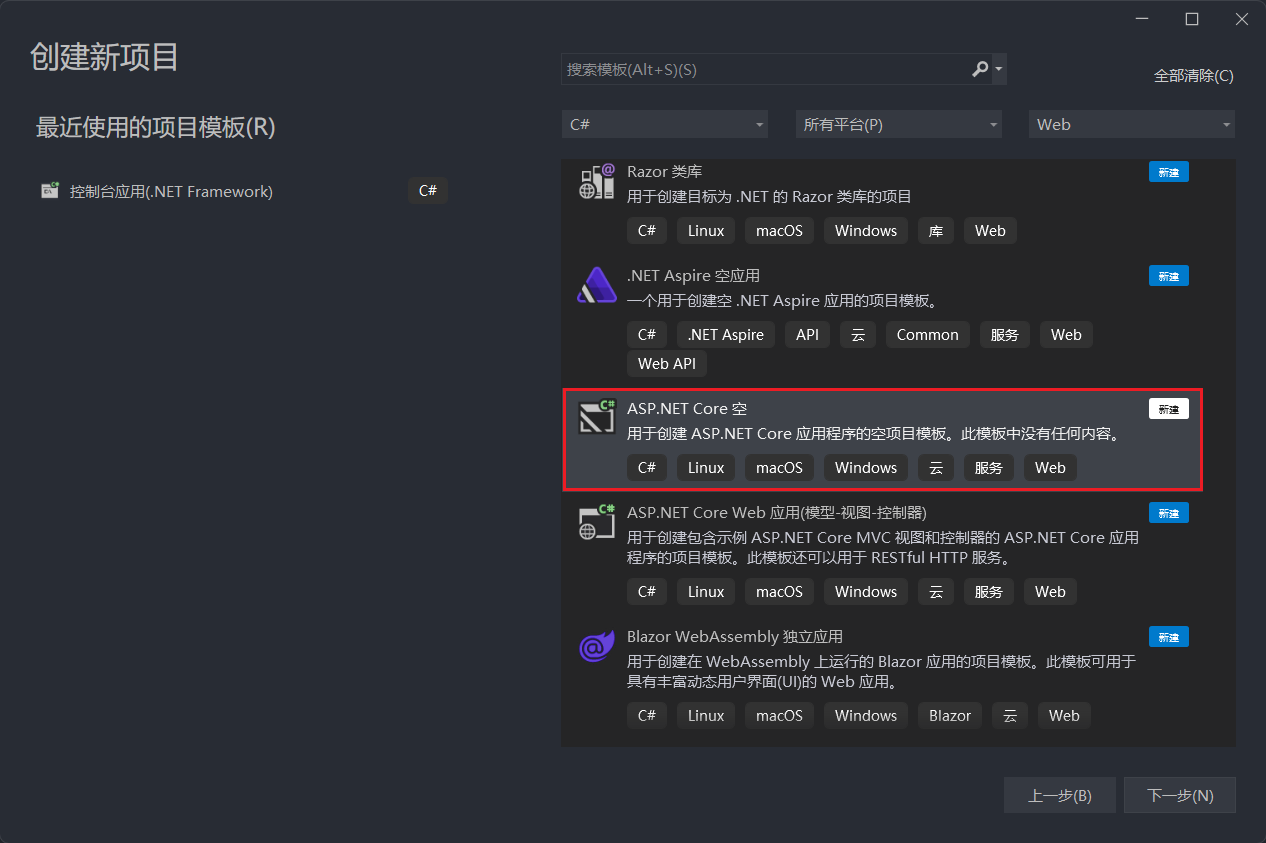 创建新项目
搜索模板(Alt+S)(S)
全部清除(C)
最近使用的项目模板(R)
C#
所有平台(P)
Web
控制台应用(.NET Framework)
C#
Razor 类库
新建
用于创建目标为 .NET 的 Razor 类库的项目
C# Linux macOS Windows 库 Web
.NET Aspire 空应用
新建
一个用于创建空 .NET Aspire 应用的项目模板。
C# .NET Aspire API 云 Common 服务 Web
Web API
ASP.NET Core 空
新建
用于创建 ASP.NET Core 应用程序的空项目模板。此模板中没有任何内容。
C# Linux macOS Windows 云 服务 Web
ASP.NET Core Web 应用(模型-视图-控制器)
新建
用于创建包含示例 ASP.NET Core MVC 视图和控制器的 ASP.NET Core 应用
程序的项目模板。此模板还可以用于 RESTful HTTP 服务。
C# Linux macOS Windows 云 服务 Web
Blazor WebAssembly 独立应用
新建
用于创建在 WebAssembly 上运行的 Blazor 应用的项目模板。此模板可用于
具有丰富动态用户界面(UI)的 Web 应用。
C# Linux macOS Windows Blazor 云 Web
上一步(B)
下一步(N)